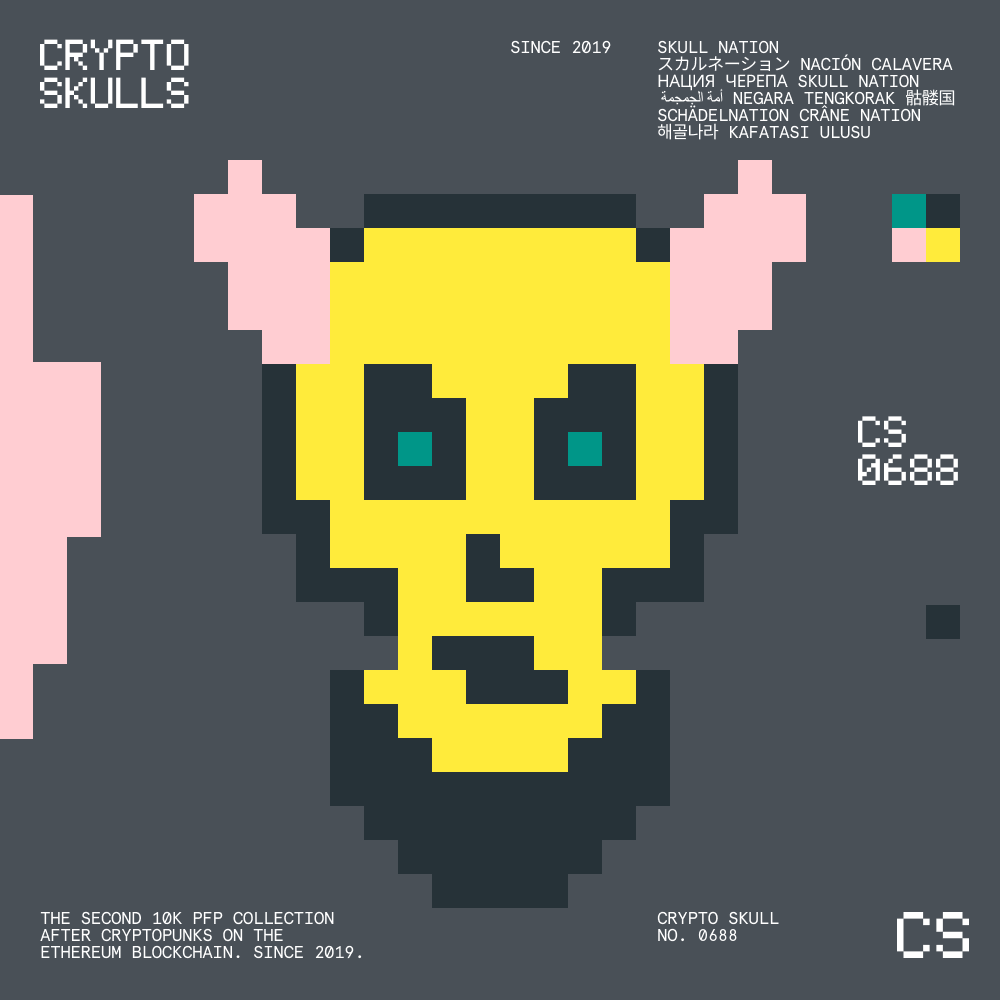 CRYPTO
SKULLS
SINCE 2019
SKULL NATION
スカルネーション NACIÓN CALAVERA
НАЦИЯ ЧЕРЕПА SKULL NATION
أمة الجمجمة NEGARA TENGKORAK 骷髅国
SCHÄDELNATION CRÂNE NATION
해골나라 KAFATASI ULUSU
CS
0688
THE SECOND 10K PFP COLLECTION
AFTER CRYPTOPUNKS ON THE
ETHEREUM BLOCKCHAIN. SINCE 2019.
CRYPTO SKULL
NO. 0688
CS